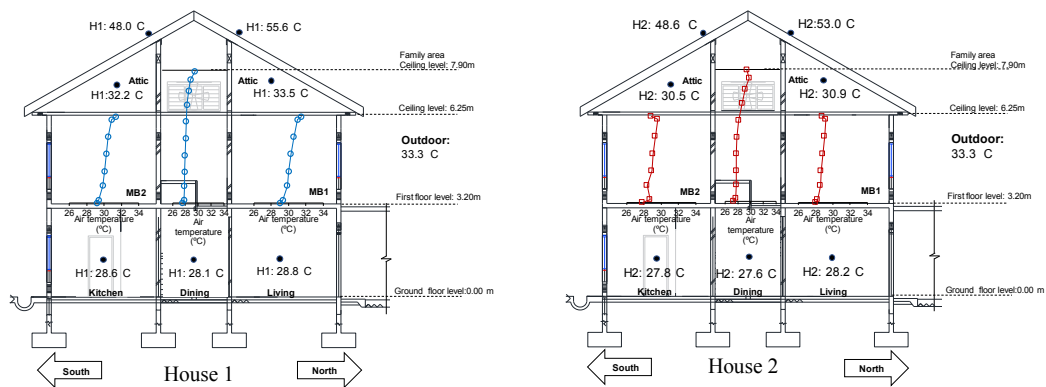 H1: 48.0 C
H1: 55.6 C
Family area
Ceiling level: 7.90m
Attic
Attic
H1:32.2 C
H1: 33.5 C
Ceiling level: 6.25m
Outdoor:
33.3 C
MB2
MB1
First floor level: 3.20m
26 28 30 32 34
26 28 30 34
26 28 30 32 34
Air temperature
(ºC)
Air
temperature
(ºC)
Air temperature
(ºC)
H1: 28.6 C
H1: 28.1 C
H1: 28.8 C
Kitchen
Dining
Living
Ground floor level:0.00 m
South
House 1
North
H2: 48.6 C
H2:53.0 C
Family area
Ceiling level: 7.90m
Attic
Attic
H2: 30.5 C
H2: 30.9 C
Ceiling level: 6.25m
Outdoor:
33.3 C
MB2
MB1
First floor level: 3.20m
26 28 30 32 34
26 28 30 32 34
26 28 30 32 34
Air temperature
(ºC)
Air
temperature
(ºC)
Air temperature
(ºC)
H2: 27.8 C
H2: 27.6 C
H2: 28.2 C
Kitchen
Dining
Living
Ground floor level:0.00 m
South
House 2
North